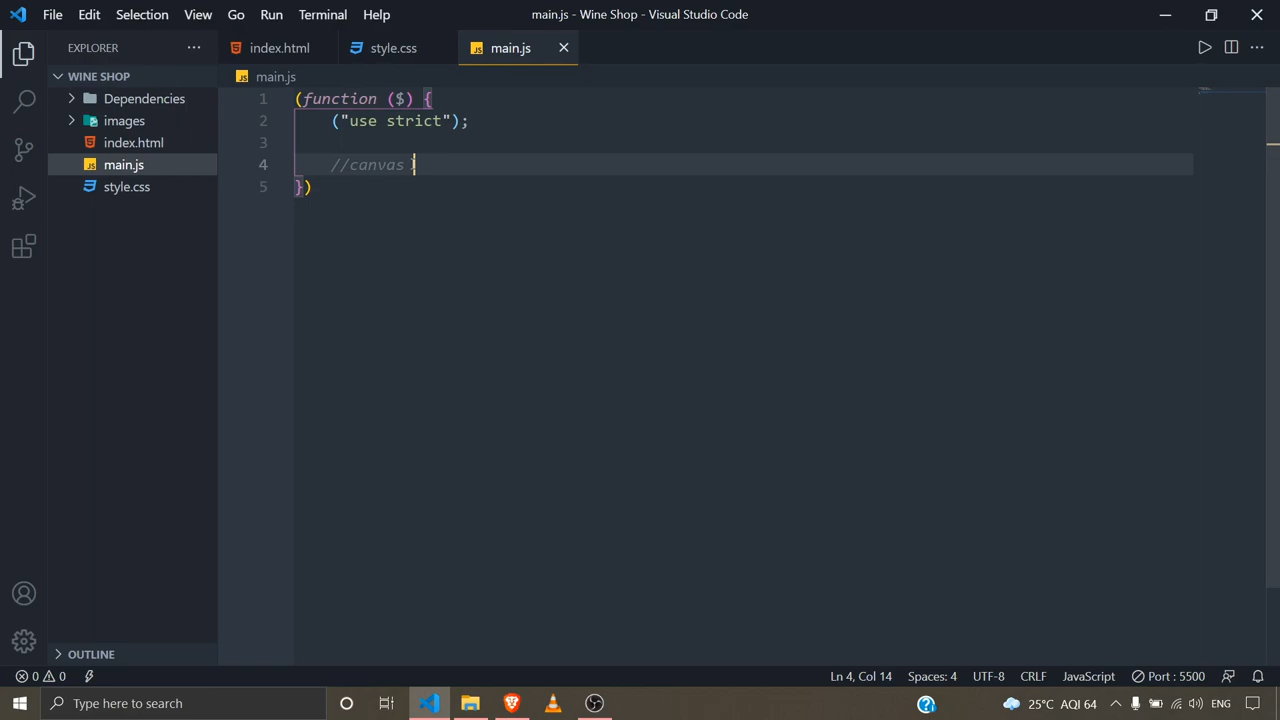 File Edit Selection View Go Run Terminal Help
main.js - Wine Shop - Visual Studio Code
EXPLORER
index.html
style.css
JS main.js
WINE SHOP
JS main.js
Dependencies
images
index.html
JS main.js
style.css
1 (function ($) {
2 ("use strict");
3
4 //canvas
5 })
OUTLINE
0 0
Ln 4, Col 14 Spaces: 4 UTF-8 CRLF JavaScript Port : 5500
Type here to search
25°C AQI 64 ENG